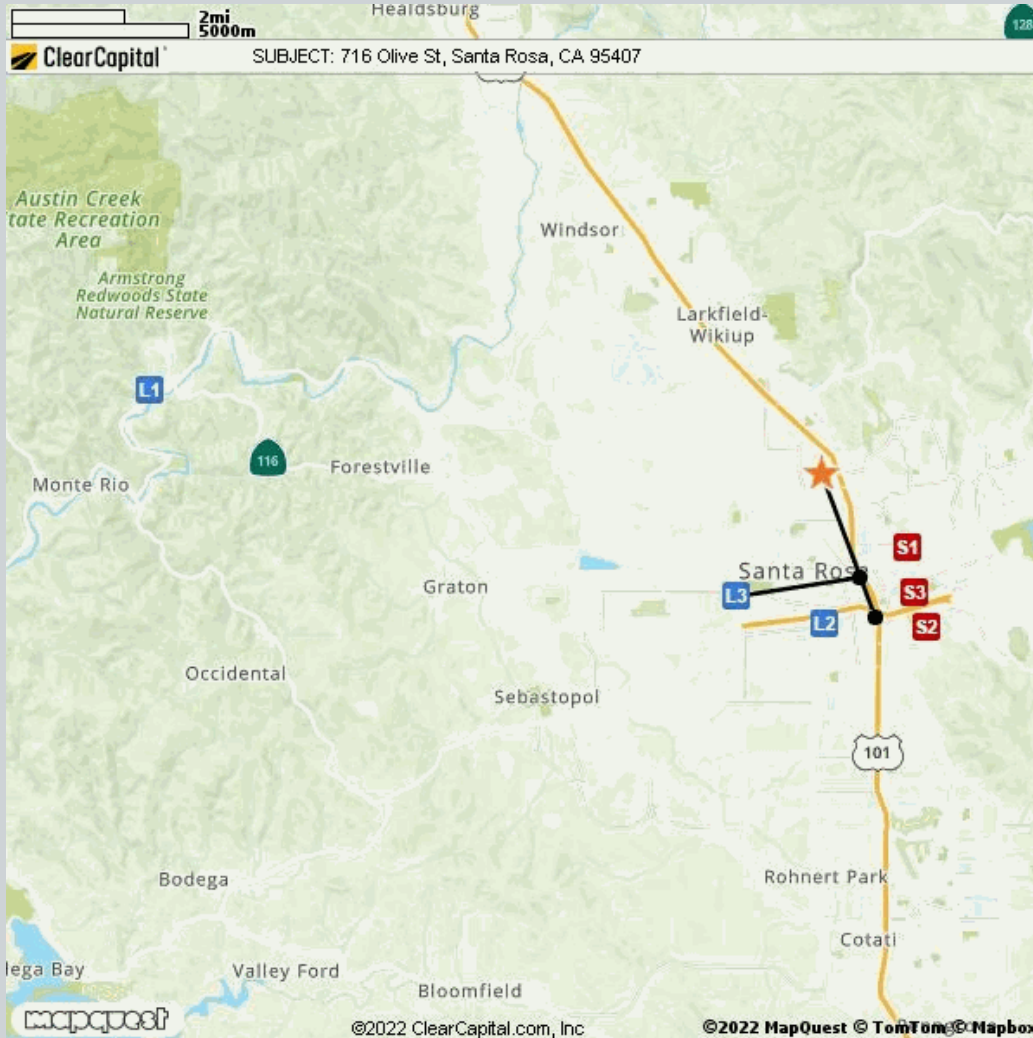 2mi
5000m
Healdsburg
128
ClearCapital
SUBJECT: 716 Olive St, Santa Rosa, CA 95407
Austin Creek
tate Recreation
Area
Armstrong
Redwoods State
Natural Reserve
Windsor
Larkfield-
Wikiup
L1
116
Forestville
Monte Rio
S1
Santa Rosa
Graton
L3
S3
L2
S2
Occidental
Sebastopol
101
Bodega
Rohnert Park
Cotati
dega Bay
Valley Ford
Bloomfield
mapquest
©2022 ClearCapital.com, Inc
©2022 MapQuest © TomTom © Mapbox